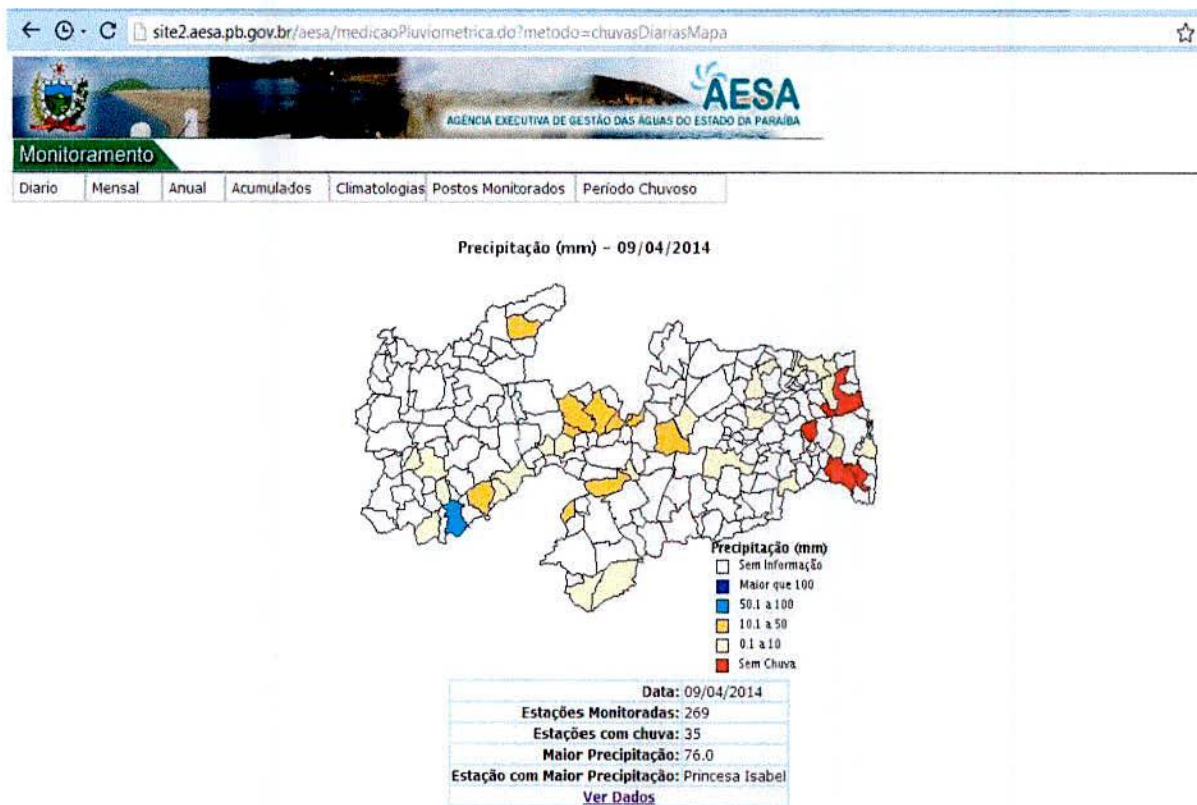 site2.aesa.pb.gov.br/aesa/medicaoPluviometrica.do?metodo=chuvasDiariasMapa
AESA
AGÊNCIA EXECUTIVA DE GESTÃO DAS ÁGUAS DO ESTADO DA PARAÍBA
Monitoramento
Diario Mensal Anual Acumulados Climatologias Postos Monitorados Período Chuvoso
Precipitação (mm) - 09/04/2014
Precipitação (mm)
Sem Informação
Maior que 100
50.1 a 100
10.1 a 50
0.1 a 10
Sem Chuva
Data: 09/04/2014
Estações Monitoradas: 269
Estações com chuva: 35
Maior Precipitação: 76.0
Estação com Maior Precipitação: Princesa Isabel
Ver Dados